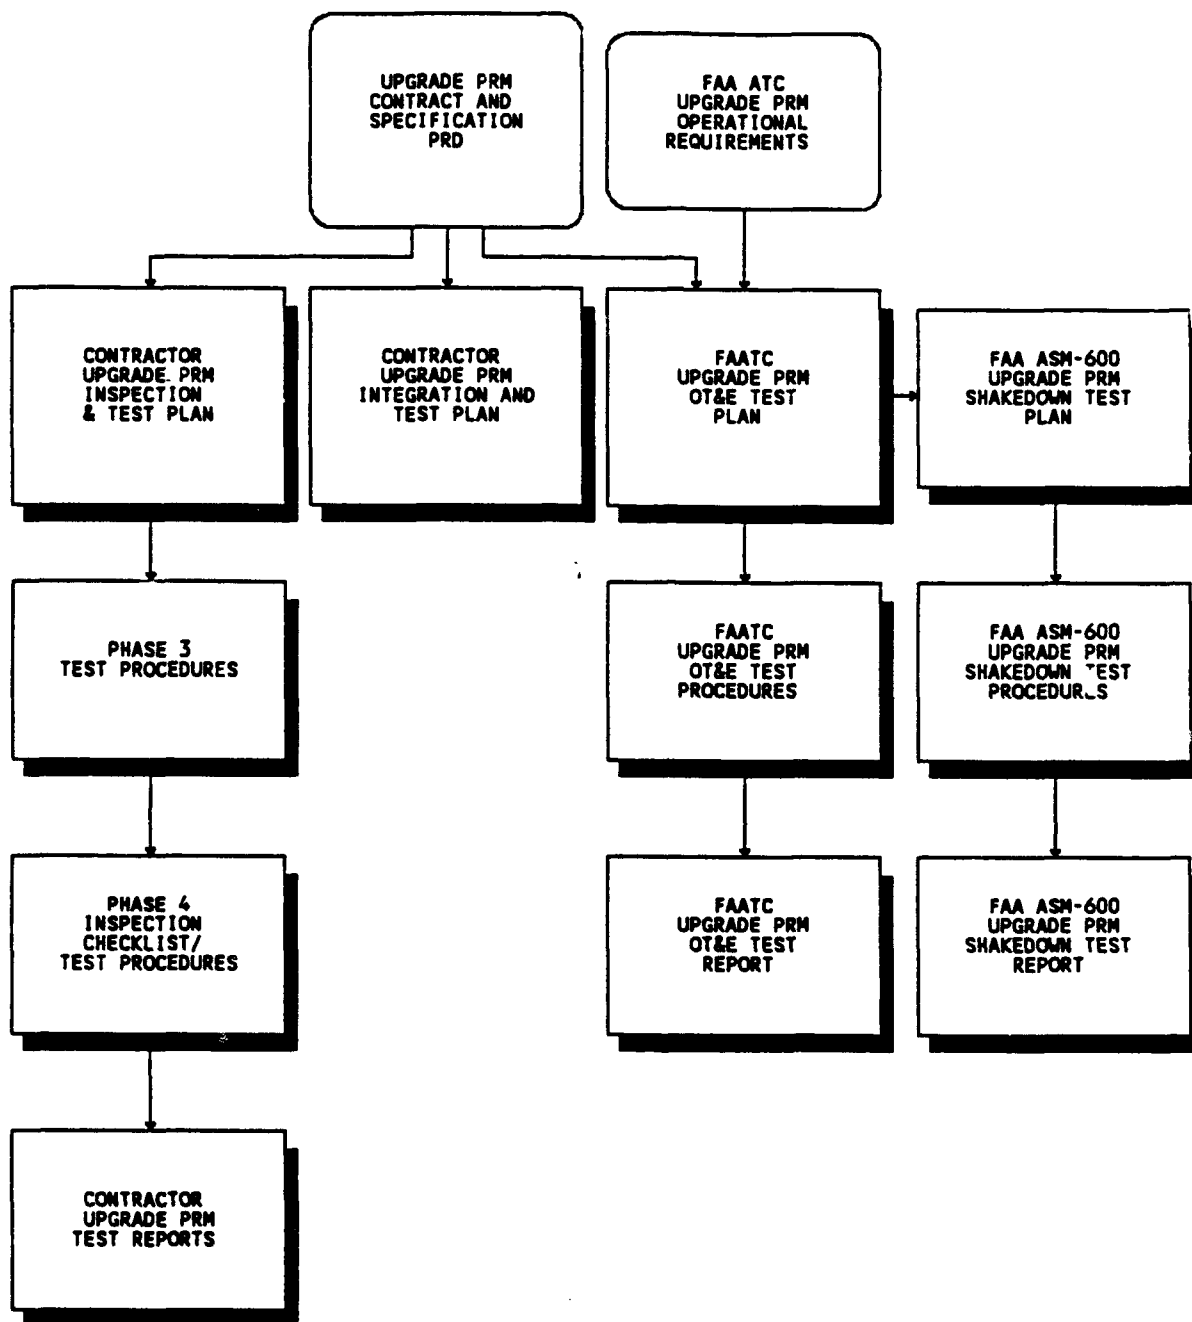 UPGRADE PRM
CONTRACT AND
SPECIFICATION
PRD
FAA ATC
UPGRADE PRM
OPERATIONAL
REQUIREMENTS
CONTRACTOR
UPGRADE PRM
INSPECTION
& TEST PLAN
CONTRACTOR
UPGRADE PRM
INTEGRATION AND
TEST PLAN
FAATC
UPGRADE PRM
OT&E TEST
PLAN
FAA ASM-600
UPGRADE PRM
SHAKEDOWN TEST
PLAN
PHASE 3
TEST PROCEDURES
FAATC
UPGRADE PRM
OT&E TEST
PROCEDURES
FAA ASM-600
UPGRADE PRM
SHAKEDOWN TEST
PROCEDURES
PHASE 4
INSPECTION
CHECKLIST/
TEST PROCEDURES
FAATC
UPGRADE PRM
OT&E TEST
REPORT
FAA ASM-600
UPGRADE PRM
SHAKEDOWN TEST
REPORT
CONTRACTOR
UPGRADE PRM
TEST REPORTS